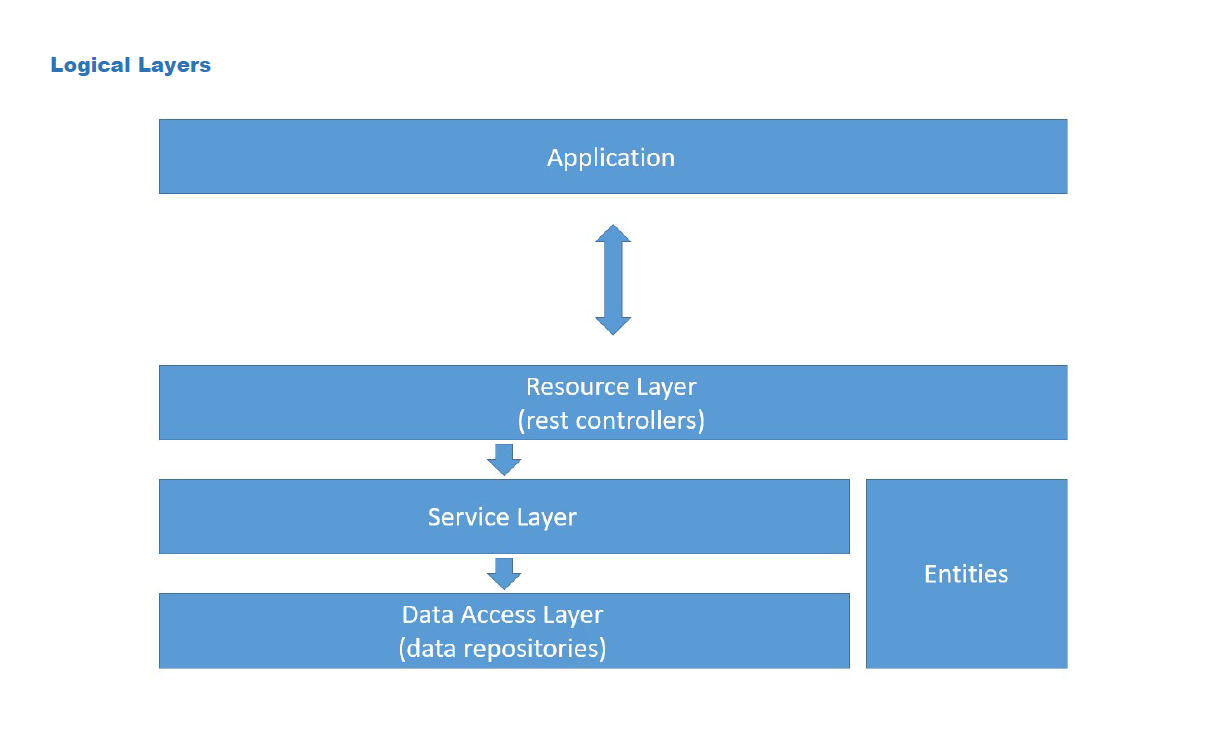 Logical Layers
Application
Resource Layer
(rest controllers)
Service Layer
Entities
Data Access Layer
(data repositories)